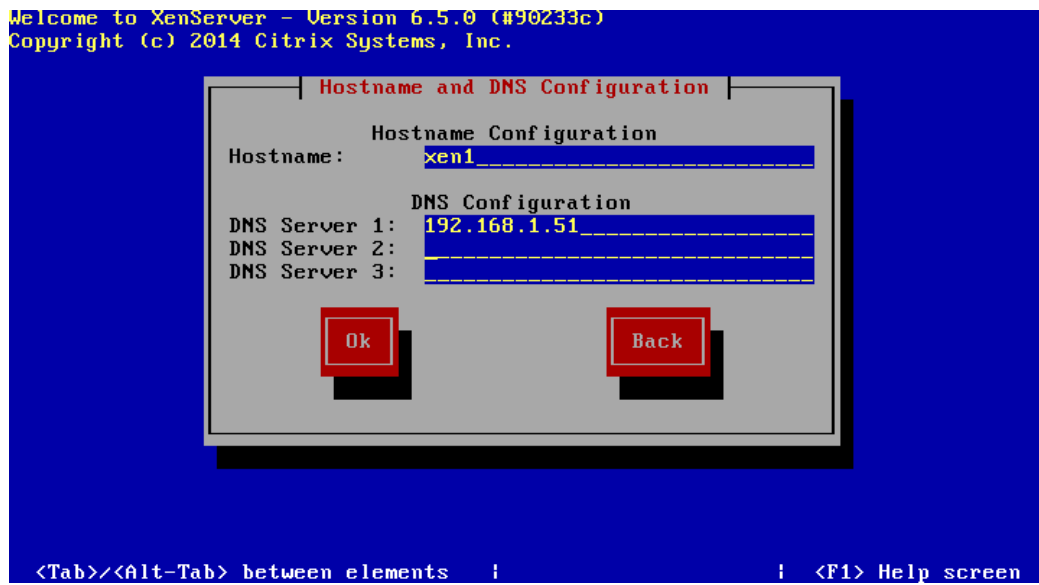 Welcome to XenServer - Version 6.5.0 (#90233c)
Copyright (c) 2014 Citrix Systems, Inc.
Hostname and DNS Configuration
Hostname Configuration
Hostname: xen1
DNS Configuration
DNS Server 1: 192.168.1.51
DNS Server 2:
DNS Server 3:
Ok Back
<Tab>/<Alt-Tab> between elements | | <F1> Help screen